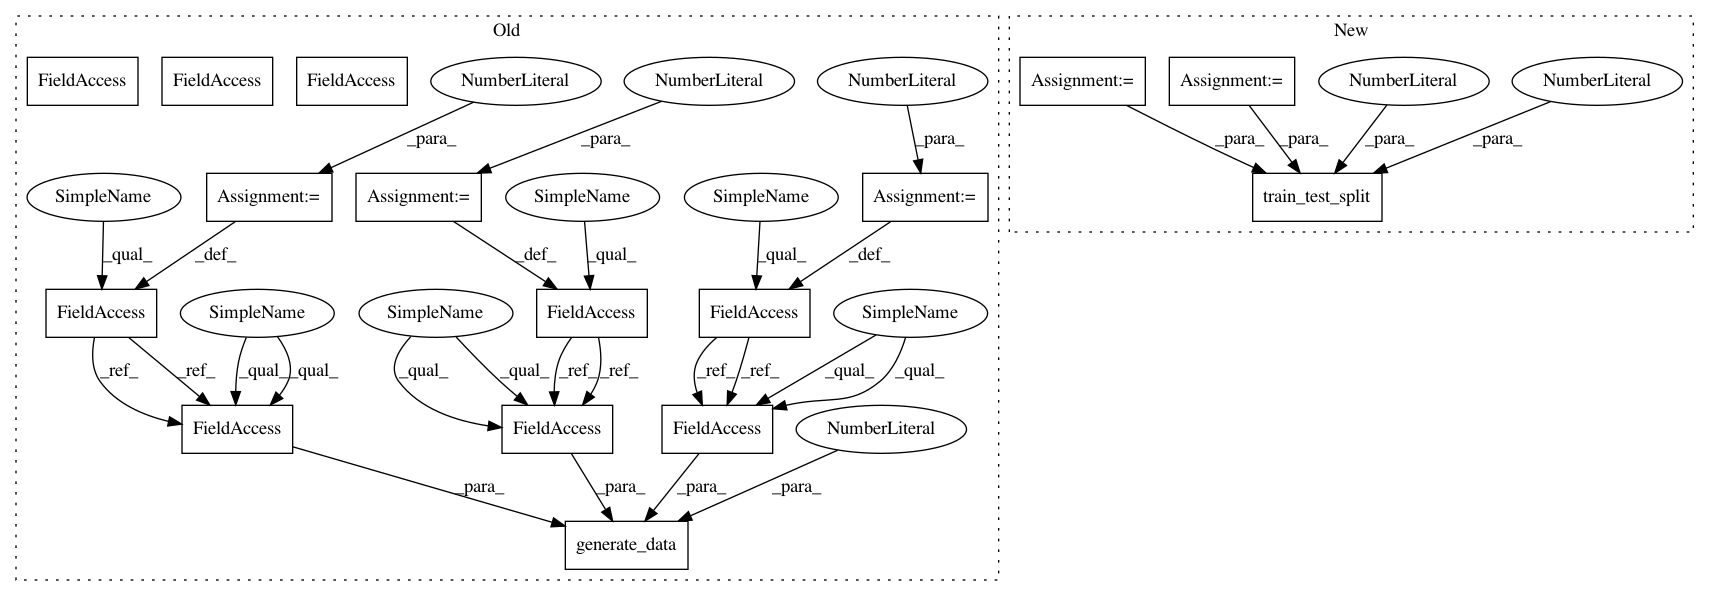 Old
New
FieldAccess
FieldAccess
FieldAccess
NumberLiteral
NumberLiteral
NumberLiteral
Assignment:=
Assignment:=
NumberLiteral
NumberLiteral
_para_
_para_
_para_
_para_
_para_
_para_
_para_
SimpleName
Assignment:=
Assignment:=
SimpleName
SimpleName
Assignment:=
train_test_split
_qual_
_def_
_def_
_qual_
_qual_
_def_
FieldAccess
SimpleName
SimpleName
FieldAccess
FieldAccess
SimpleName
_ref_
_ref_
_qual_
_qual_
_qual_
_qual_
_ref_
_ref_
_ref_
_ref_
_qual_
_qual_
FieldAccess
FieldAccess
FieldAccess
NumberLiteral
_para_
_para_
_para_
_para_
generate_data